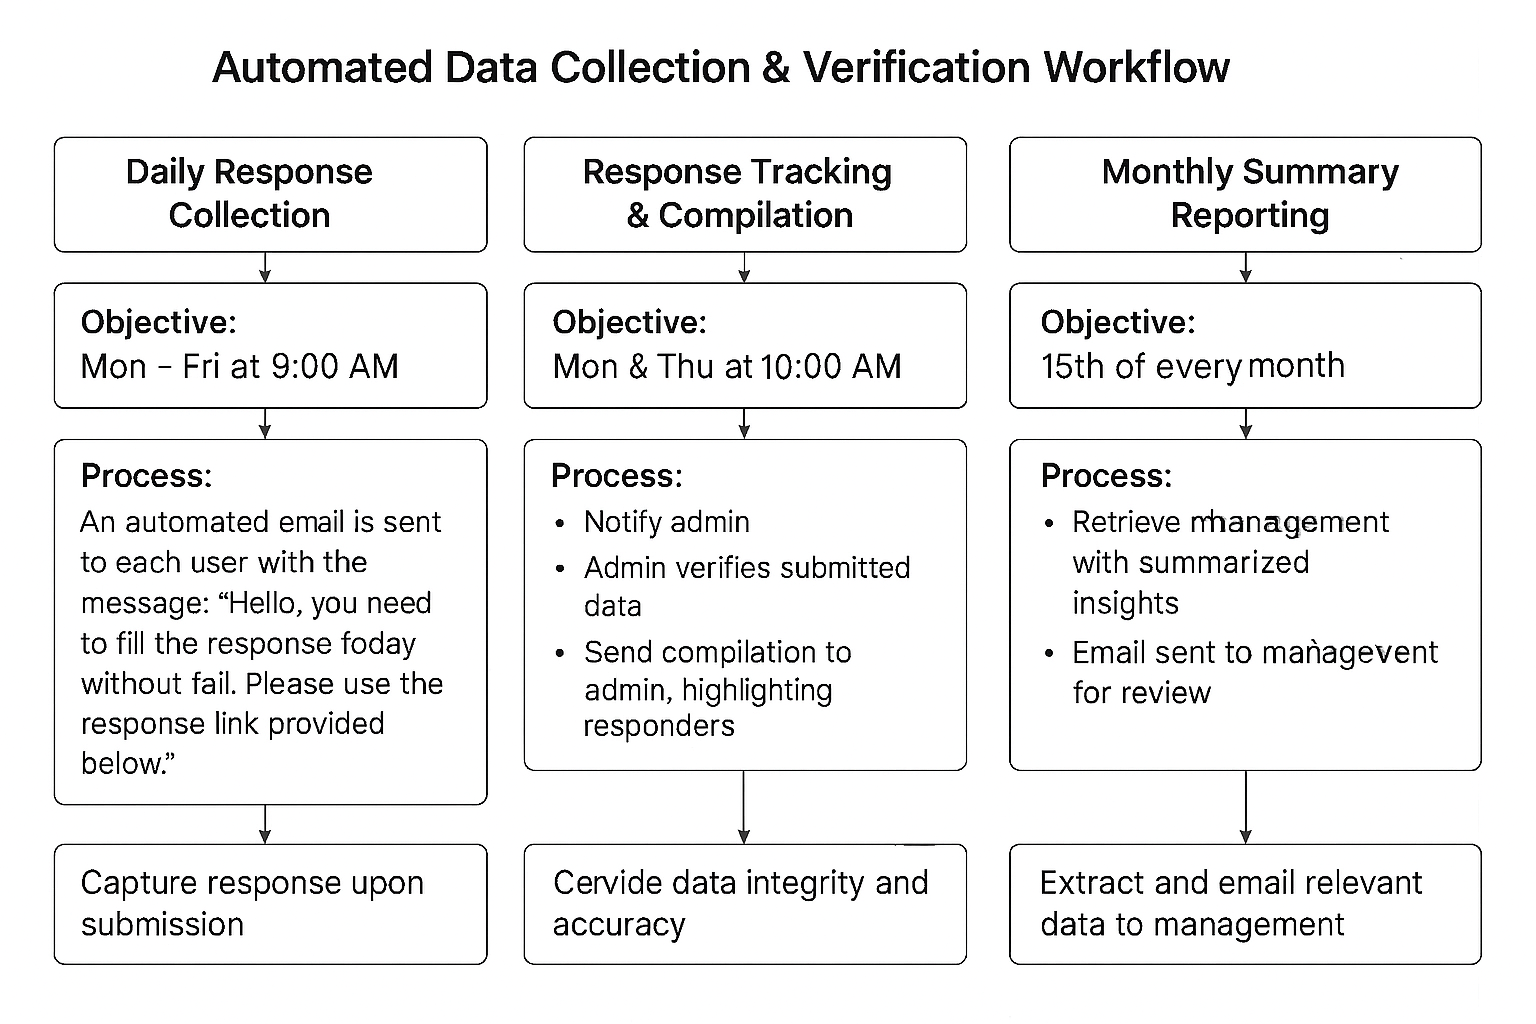 Automated Data Collection & Verification Workflow
Daily Response
Collection
Objective:
Mon – Fri at 9:00 AM
Process:
An automated email is sent
to each user with the
message: “Hello, you need
to fill the response foday
without fail. Please use the
response link provided
below.”
Capture response upon
submission
Response Tracking
& Compilation
Objective:
Mon & Thu at 10:00 AM
Process:
• Notify admin
• Admin verifies submitted
data
• Send compilation to
admin, highlighting
responders
Cervide data integrity and
accuracy
Monthly Summary
Reporting
Objective:
15th of every month
Process:
• Retrieve
with summarized
insights
• Email sent to
for review
Extract and email relevant
data to management